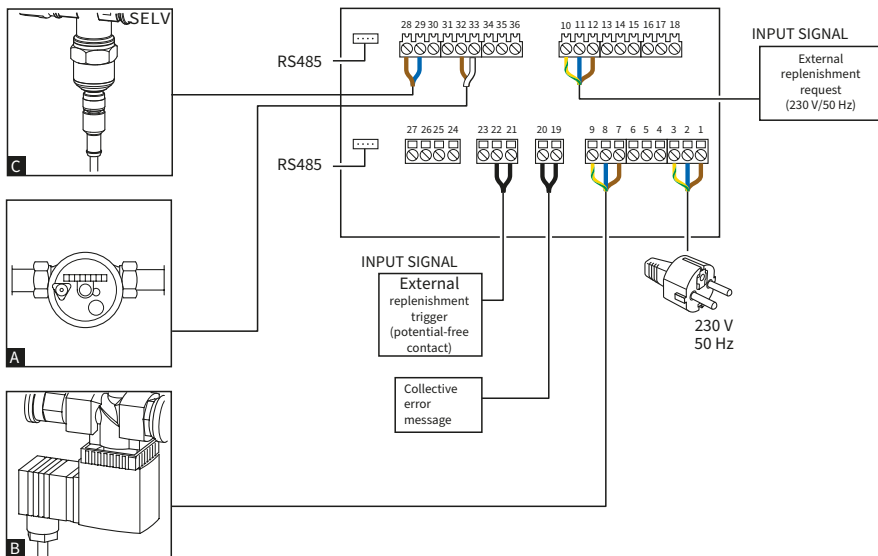 SELV
C
A
B
RS485
28 29 30 31 32 33 34 35 36
10 11 12 13 14 15 16 17 18
INPUT SIGNAL
External
replenishment
request
(230 V/50 Hz)
RS485
27 26 25 24
23 22 21
20 19
9 8 7 6 5 4 3 2 1
INPUT SIGNAL
External
replenishment
trigger
(potential-free
contact)
Collective
error
message
230 V
50 Hz